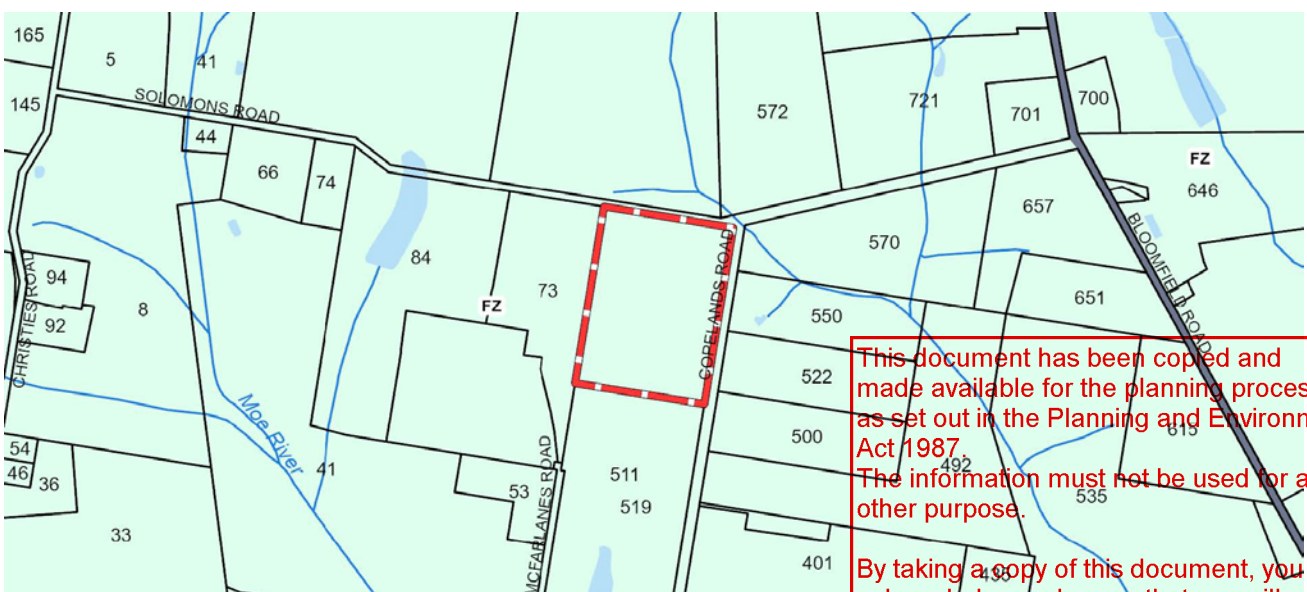 165
5
41
145
SOLOMONS ROAD
44
66
74
572
721
701
700
FZ
646
657
570
84
73
FZ
94
92
8
CHRISTIES ROAD
COPELANDS ROAD
BLOOMFIELD ROAD
651
550
522
500
492
615
535
Moe River
41
54
46
36
33
53
MCFARLANES ROAD
511
519
401
435
This document has been copied and
made available for the planning proces
as set out in the Planning and Environm
Act 1987.
The information must not be used for a
other purpose.
By taking a copy of this document, you